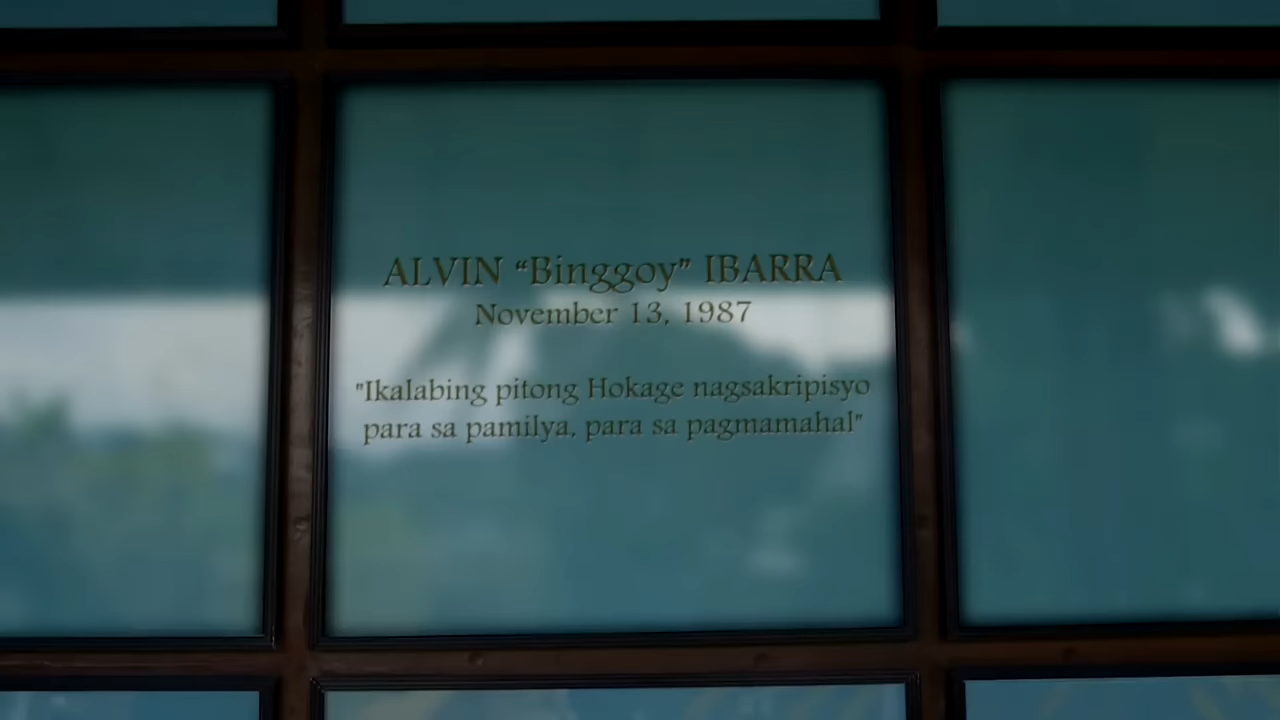 ALVIN “Binggoy” IBARRA
November 13, 1987
"Ikalabing pitong Hokage nagsakripisyo
para sa pamilya, para sa pagmamahal"